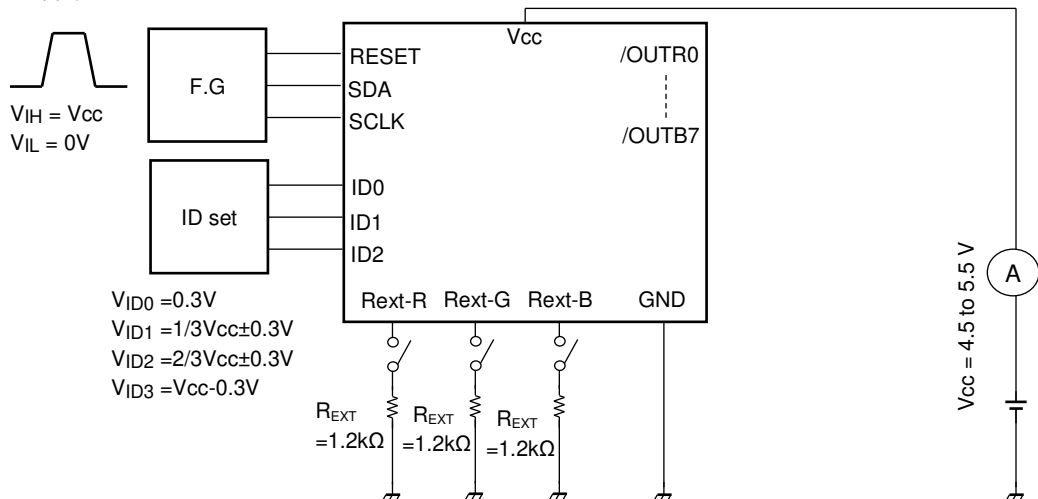 Vcc
RESET
/OUTR0
F.G
SDA
SCLK
/OUTB7
VIH = Vcc
VIL = 0V
ID0
ID set
ID1
ID2
A
Rext-R Rext-G Rext-B GND
VID0 =0.3V
VID1 =1/3Vcc±0.3V
VID2 =2/3Vcc±0.3V
VID3 =Vcc-0.3V
Vcc = 4.5 to 5.5 V
REXT
=1.2kΩ
REXT
=1.2kΩ
REXT
=1.2kΩ